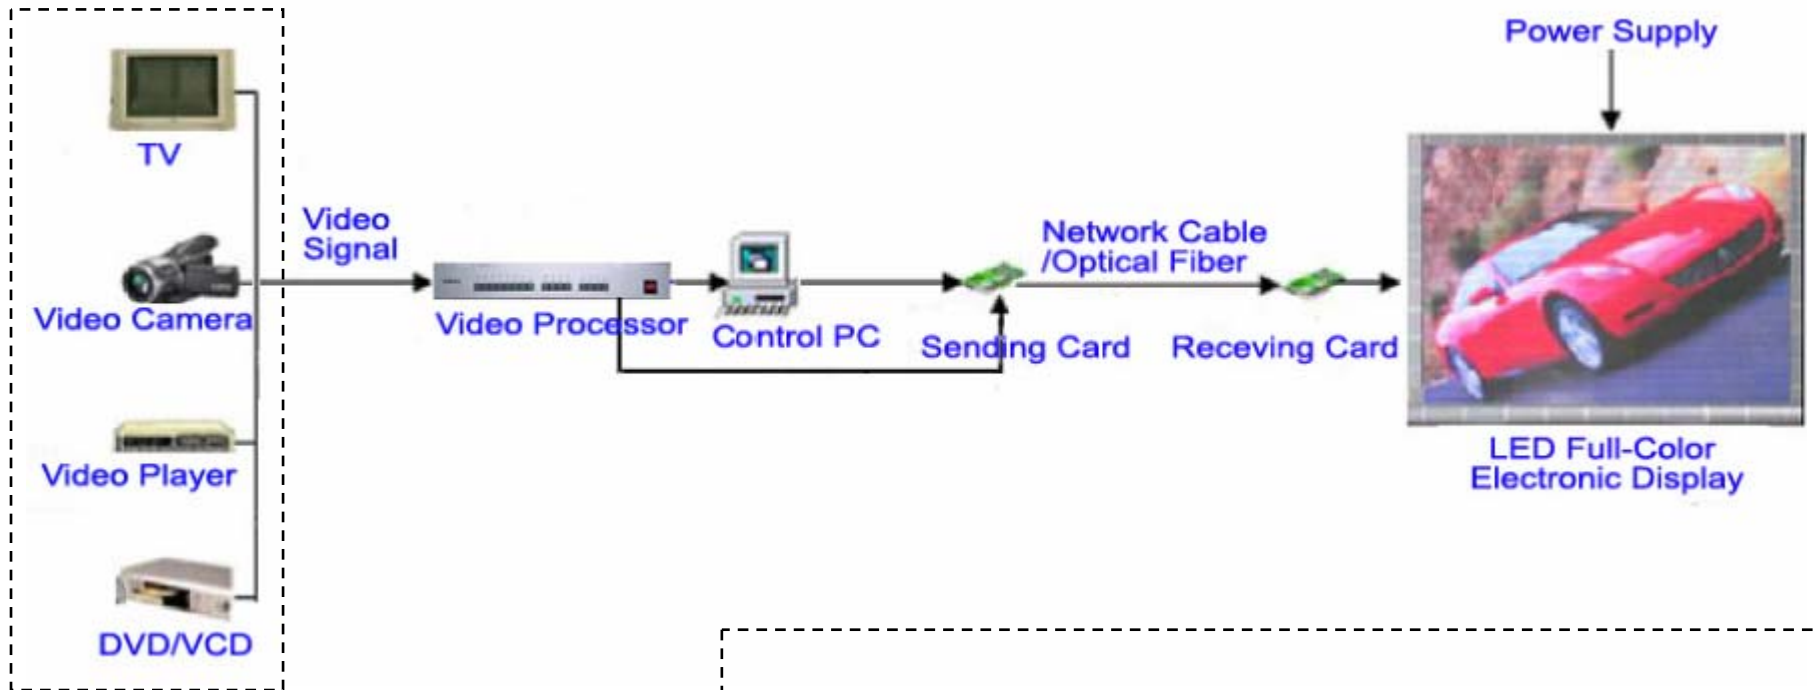 Power Supply
TV
Video
Signal
Network Cable
/Optical Fiber
Video Camera
Video Processor
Control PC
Sending Card
Receving Card
LED Full-Color
Electronic Display
Video Player
DVD/VCD